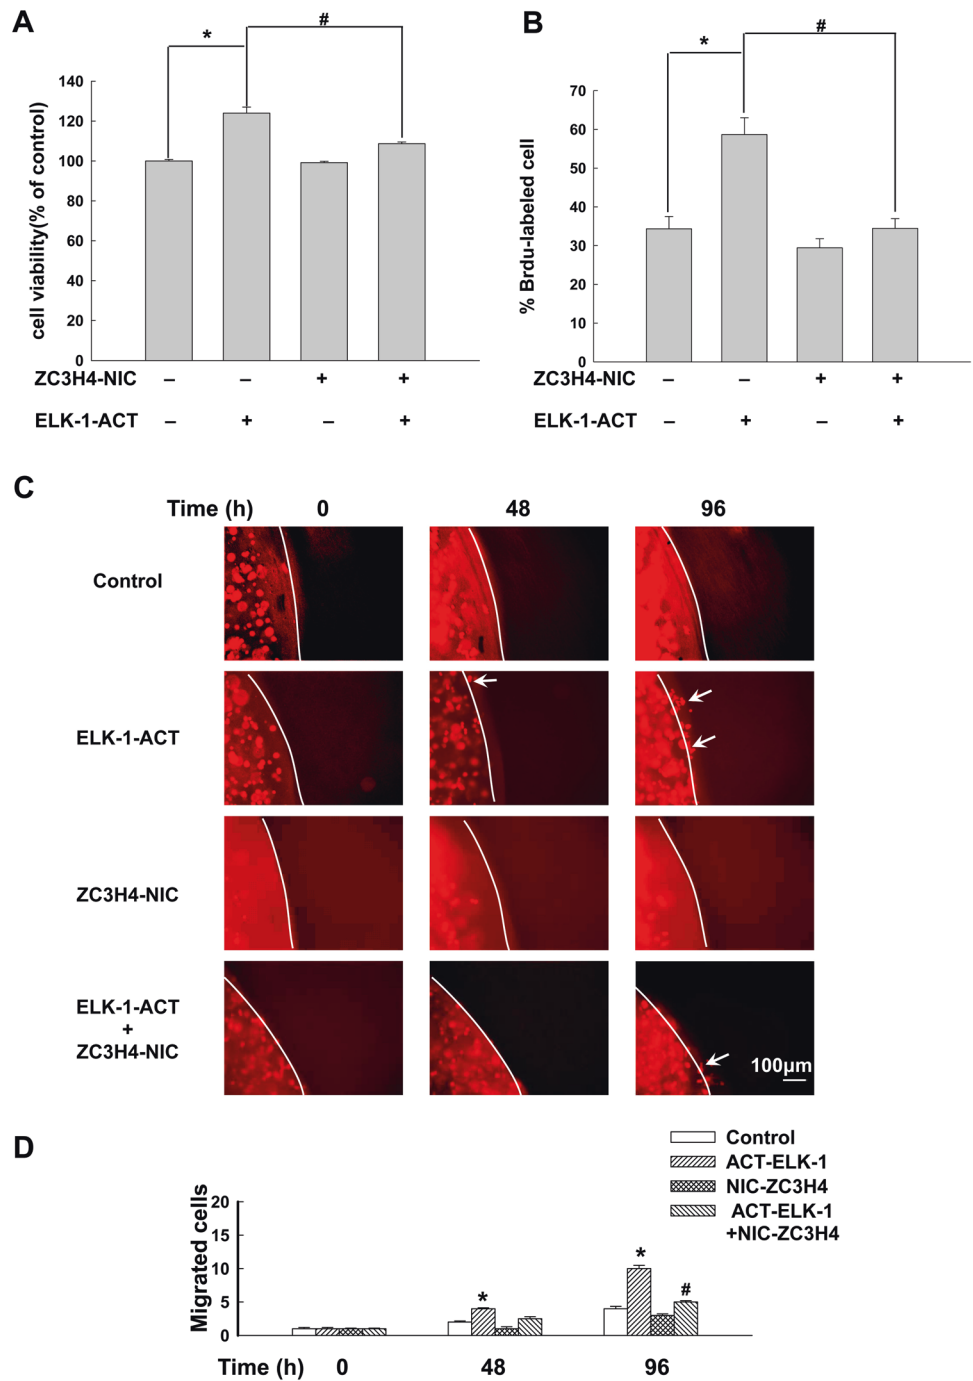 A
*
#
cell viability(% of control)
140
120
100
80
60
40
20
0
ZC3H4-NIC – – + +
ELK-1-ACT – + – +
B
*
#
% Brdu-labeled cell
70
60
50
40
30
20
10
0
ZC3H4-NIC – – + +
ELK-1-ACT – + – +
C
Time (h) 0 48 96
Control
ELK-1-ACT
ZC3H4-NIC
ELK-1-ACT
+
ZC3H4-NIC
100μm
D
Control
ACT-ELK-1
NIC-ZC3H4
ACT-ELK-1
+NIC-ZC3H4
Migrated cells
20
15
10
5
0
*
*
#
Time (h) 0 48 96